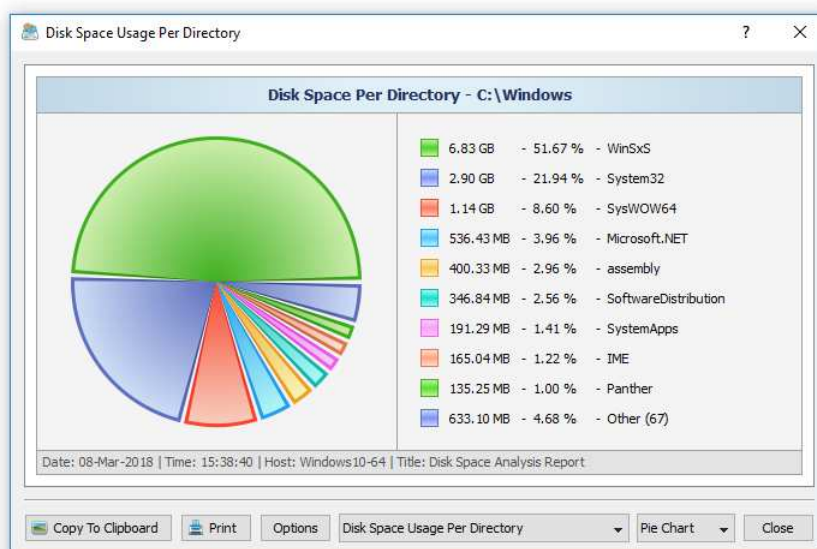 Disk Space Usage Per Directory ?
Disk Space Per Directory - C:\Windows
6.83 GB - 51.67 % - WinSxS
2.90 GB - 21.94 % - System32
1.14 GB - 8.60 % - SysWOW64
536.43 MB - 3.96 % - Microsoft.NET
400.33 MB - 2.96 % - assembly
346.84 MB - 2.56 % - SoftwareDistribution
191.29 MB - 1.41 % - SystemApps
165.04 MB - 1.22 % - IME
135.25 MB - 1.00 % - Panther
633.10 MB - 4.68 % - Other (67)
Date: 08-Mar-2018 | Time: 15:38:40 | Host: Windows10-64 | Title: Disk Space Analysis Report
Copy To Clipboard Print Options Disk Space Usage Per Directory Pie Chart Close